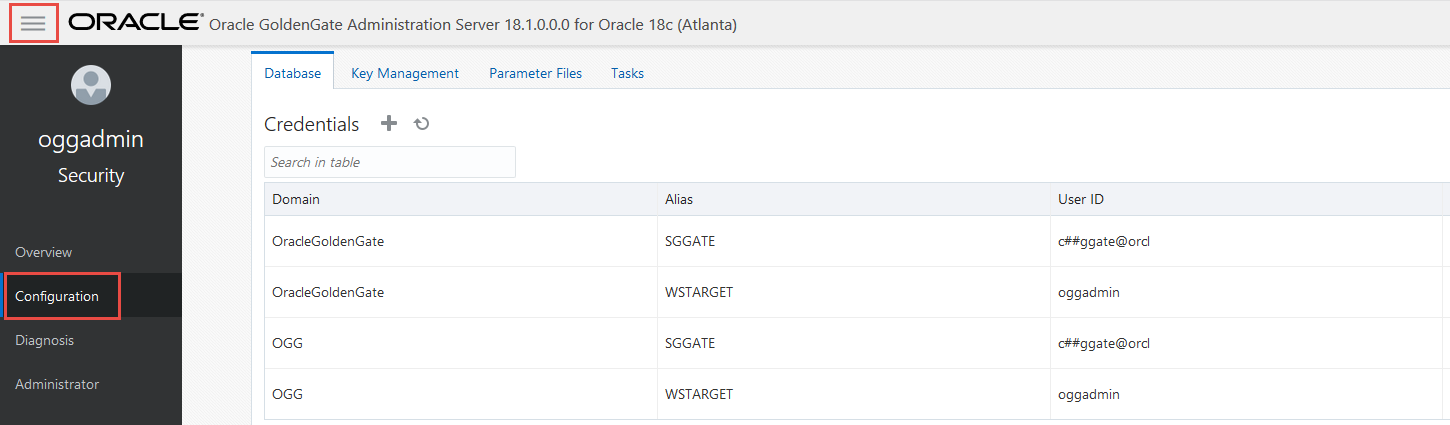 ORACLE® Oracle GoldenGate Administration Server 18.1.0.0.0 for Oracle 18c (Atlanta)
oggadmin
Security
Overview
Configuration
Diagnosis
Administrator
Database Key Management Parameter Files Tasks
Credentials
Search in table
Domain Alias User ID
OracleGoldenGate SGGATE c##ggate@orcl
OracleGoldenGate WSTARGET oggadmin
OGG SGGATE c##ggate@orcl
OGG WSTARGET oggadmin